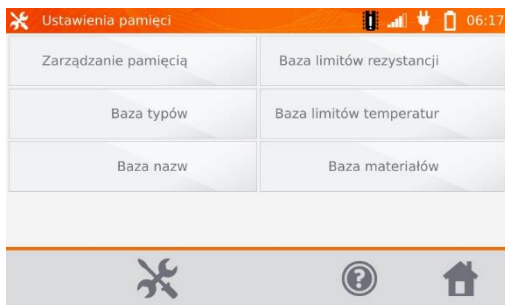 Ustawienia pamięci 06:17
Zarządzanie pamięcią Baza limitów rezystancji
Baza typów Baza limitów temperatur
Baza nazw Baza materiałów
?